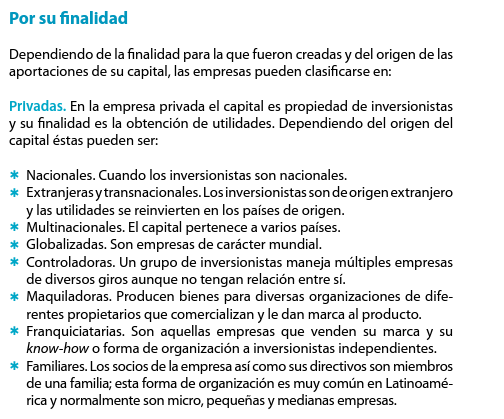 Por su finalidad
Dependiendo de la finalidad para la que fueron creadas y del origen de las
aportaciones de su capital, las empresas pueden clasificarse en:
Privadas. En la empresa privada el capital es propiedad de inversionistas
y su finalidad es la obtención de utilidades. Dependiendo del origen del
capital éstas pueden ser:
* Nacionales. Cuando los inversionistas son nacionales.
* Extranjeras y transnacionales. Los inversionistas son de origen extranjero
y las utilidades se reinvierten en los países de origen.
* Multinacionales. El capital pertenece a varios países.
* Globalizadas. Son empresas de carácter mundial.
* Controladoras. Un grupo de inversionistas maneja múltiples empresas
de diversos giros aunque no tengan relación entre sí.
* Maquiladoras. Producen bienes para diversas organizaciones de dife-
rentes propietarios que comercializan y le dan marca al producto.
* Franquiciatarias. Son aquellas empresas que venden su marca y su
know-how o forma de organización a inversionistas independientes.
* Familiares. Los socios de la empresa así como sus directivos son miembros
de una familia; esta forma de organización es muy común en Latinoamé-
rica y normalmente son micro, pequeñas y medianas empresas.